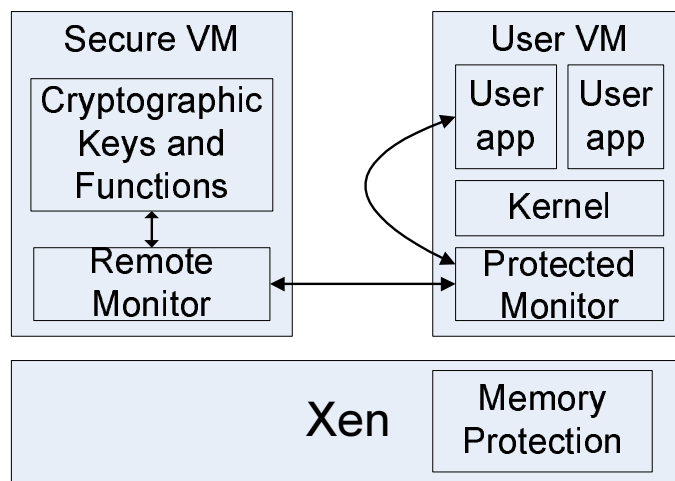 Secure VM
Cryptographic
Keys and
Functions
Remote
Monitor
User VM
User
app
User
app
Kernel
Protected
Monitor
Xen
Memory
Protection